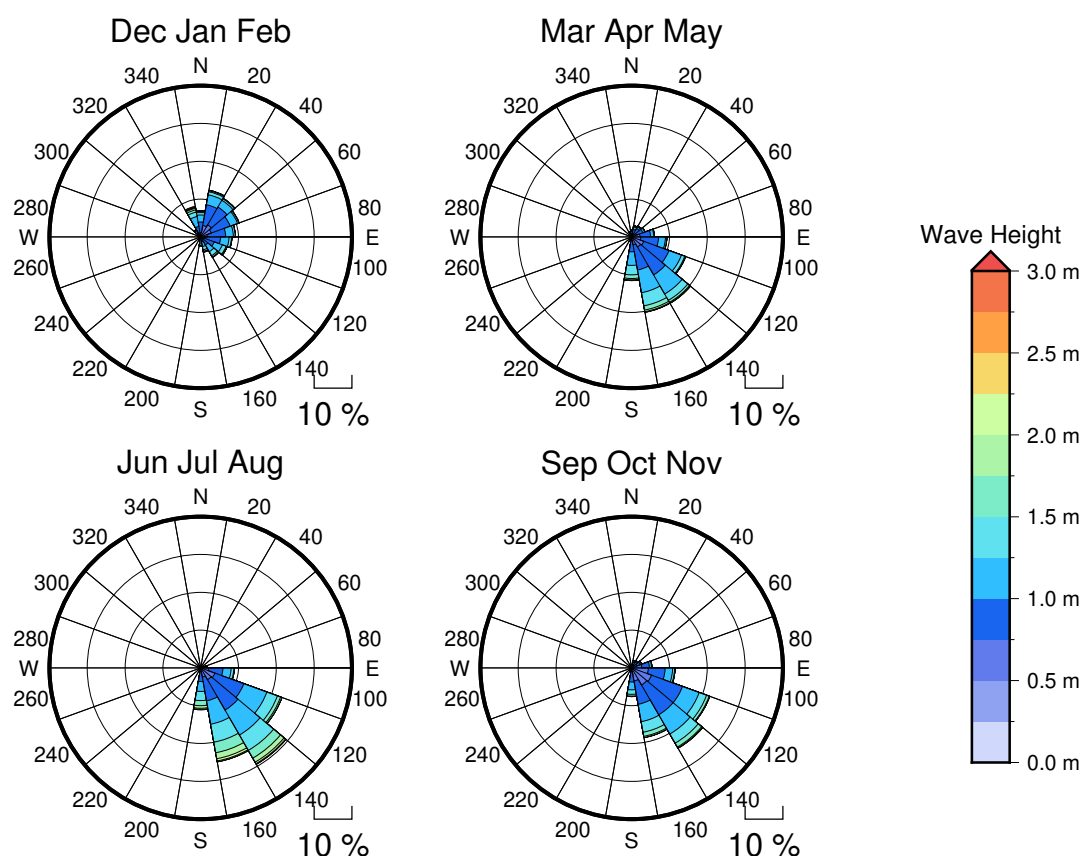 Dec Jan Feb
N
20
40
60
80
E
100
120
140
160
S
200
220
240
260
W
280
300
320
340
10 %
Mar Apr May
N
20
40
60
80
E
100
120
140
160
S
200
220
240
260
W
280
300
320
340
10 %
Jun Jul Aug
N
20
40
60
80
E
100
120
140
160
S
200
220
240
260
W
280
300
320
340
10 %
Sep Oct Nov
N
20
40
60
80
E
100
120
140
160
S
200
220
240
260
W
280
300
320
340
10 %
Wave Height
3.0 m
2.5 m
2.0 m
1.5 m
1.0 m
0.5 m
0.0 m